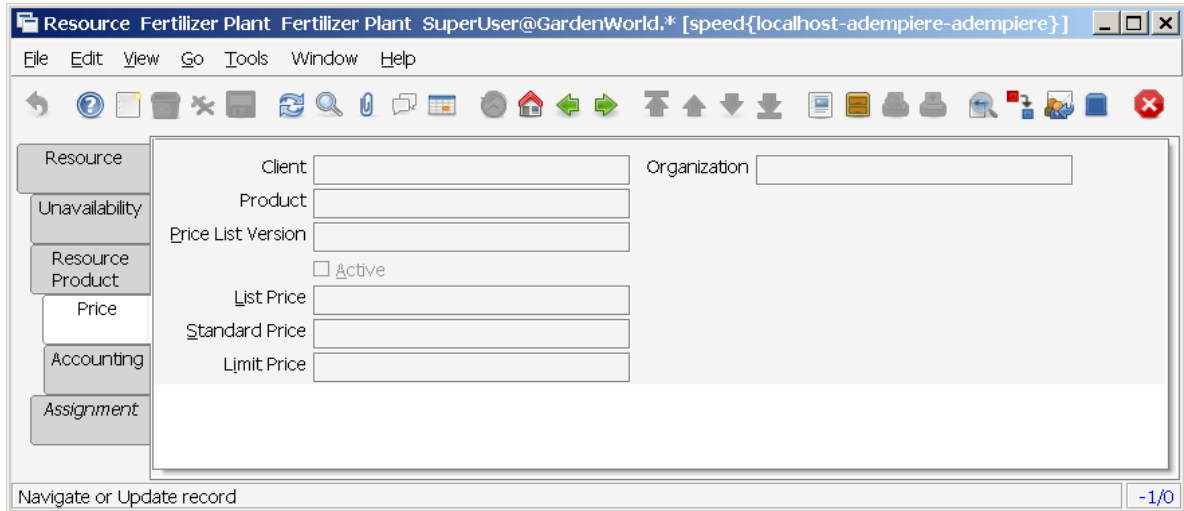 Resource Fertilizer Plant Fertilizer Plant SuperUser@GardenWorld.* [speed{localhost-adempiere-adempiere}]
File Edit View Go Tools Window Help
Resource
Unavailability
Resource
Product
Price
Accounting
Assignment
Client
Organization
Product
Price List Version
Active
List Price
Standard Price
Limit Price
Navigate or Update record
-1/0